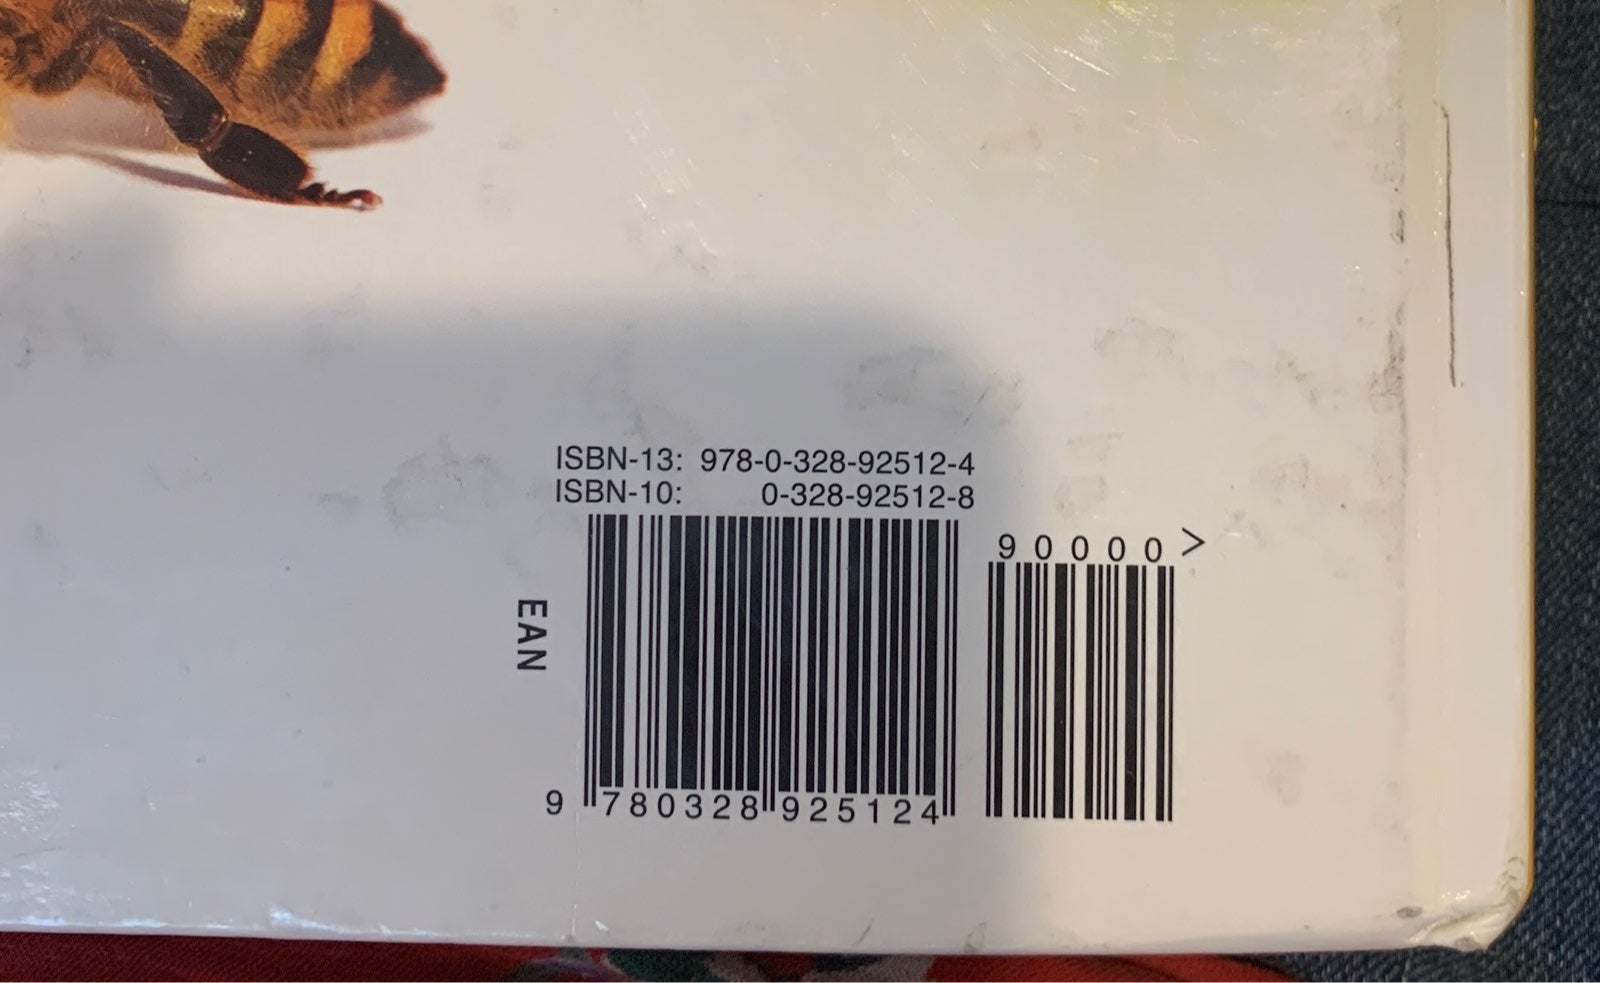 ISBN-13: 978-0-328-92512-4
ISBN-10: 0-328-92512-8
90000>
EAN
9 780328 925124